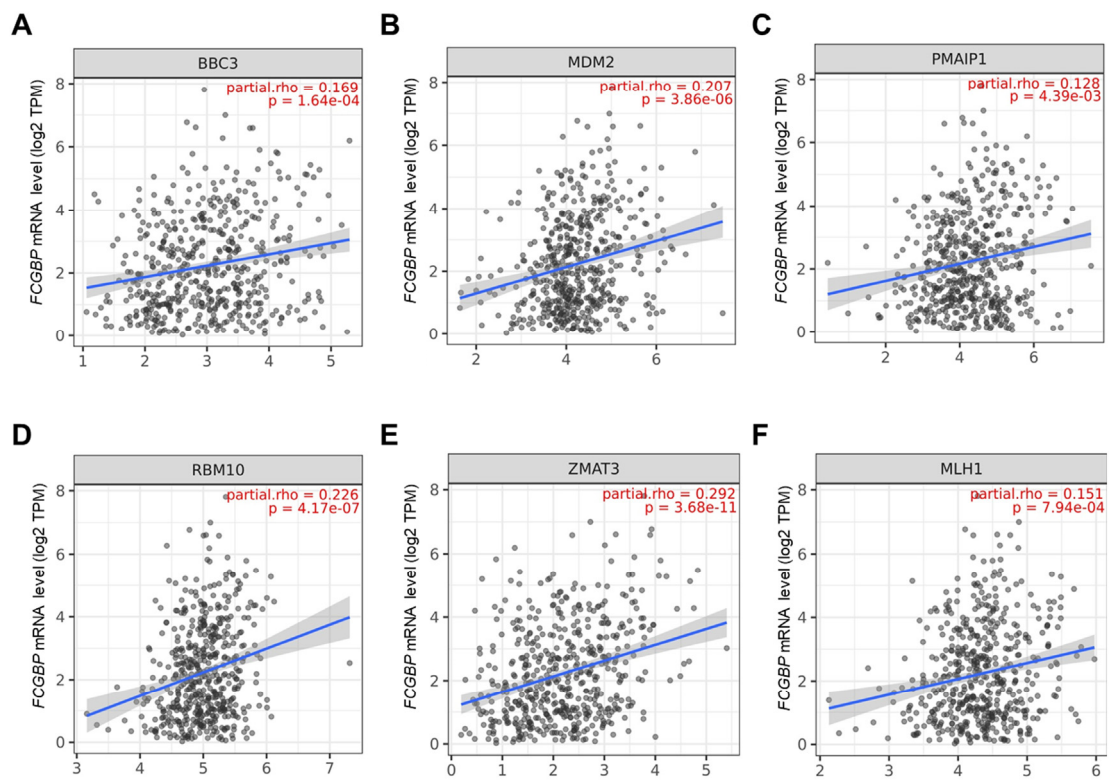 A
BBC3
partial.rho = 0.169
p = 1.64e-04
FCGBP mRNA level (log2 TPM)
8
6
4
2
0
1 2 3 4 5
B
MDM2
partial.rho = 0.207
p = 3.86e-06
FCGBP mRNA level (log2 TPM)
8
6
4
2
0
2 4 6
C
PMAIP1
partial.rho = 0.128
p = 4.39e-03
FCGBP mRNA level (log2 TPM)
8
6
4
2
0
2 4 6
D
RBM10
partial.rho = 0.226
p = 4.17e-07
FCGBP mRNA level (log2 TPM)
8
6
4
2
0
3 4 5 6 7
E
ZMAT3
partial.rho = 0.292
p = 3.68e-11
FCGBP mRNA level (log2 TPM)
8
6
4
2
0
0 1 2 3 4 5
F
MLH1
partial.rho = 0.151
p = 7.94e-04
FCGBP mRNA level (log2 TPM)
8
6
4
2
0
2 3 4 5 6